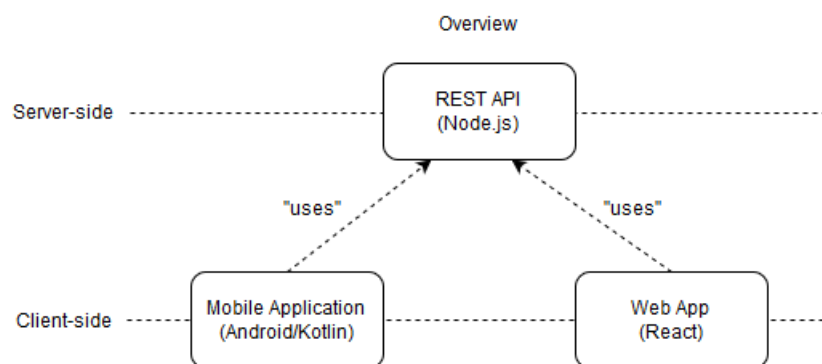 Overview
REST API
(Node.js)
Server-side
"uses"
"uses"
Mobile Application
(Android/Kotlin)
Web App
(React)
Client-side